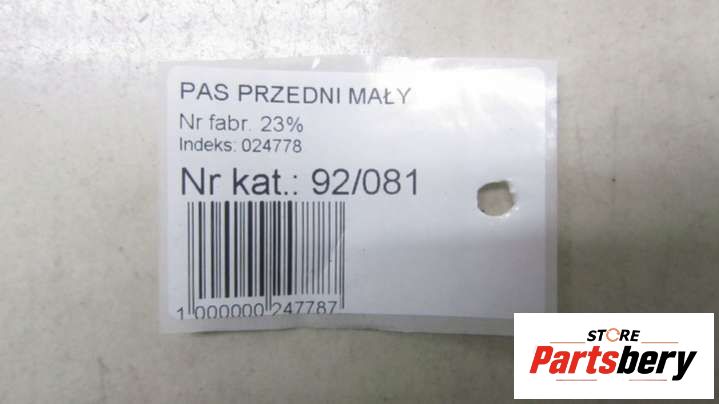 PAS PRZEDNI MAŁY
Nr fabr. 23%
Indeks: 024778
Nr kat.: 92/081
1 000000 247787
STORE
Partsbery